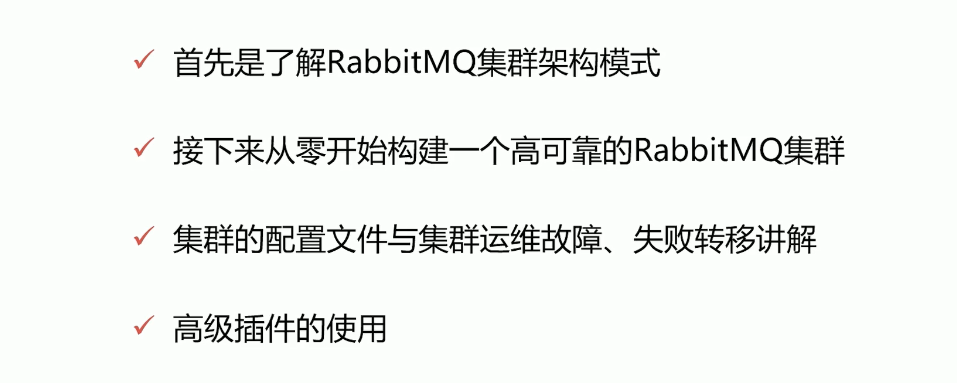 首先是了解RabbitMQ集群架构模式
接下来从零开始构建一个高可靠的RabbitMQ集群
集群的配置文件与集群运维故障、失败转移讲解
高级插件的使用